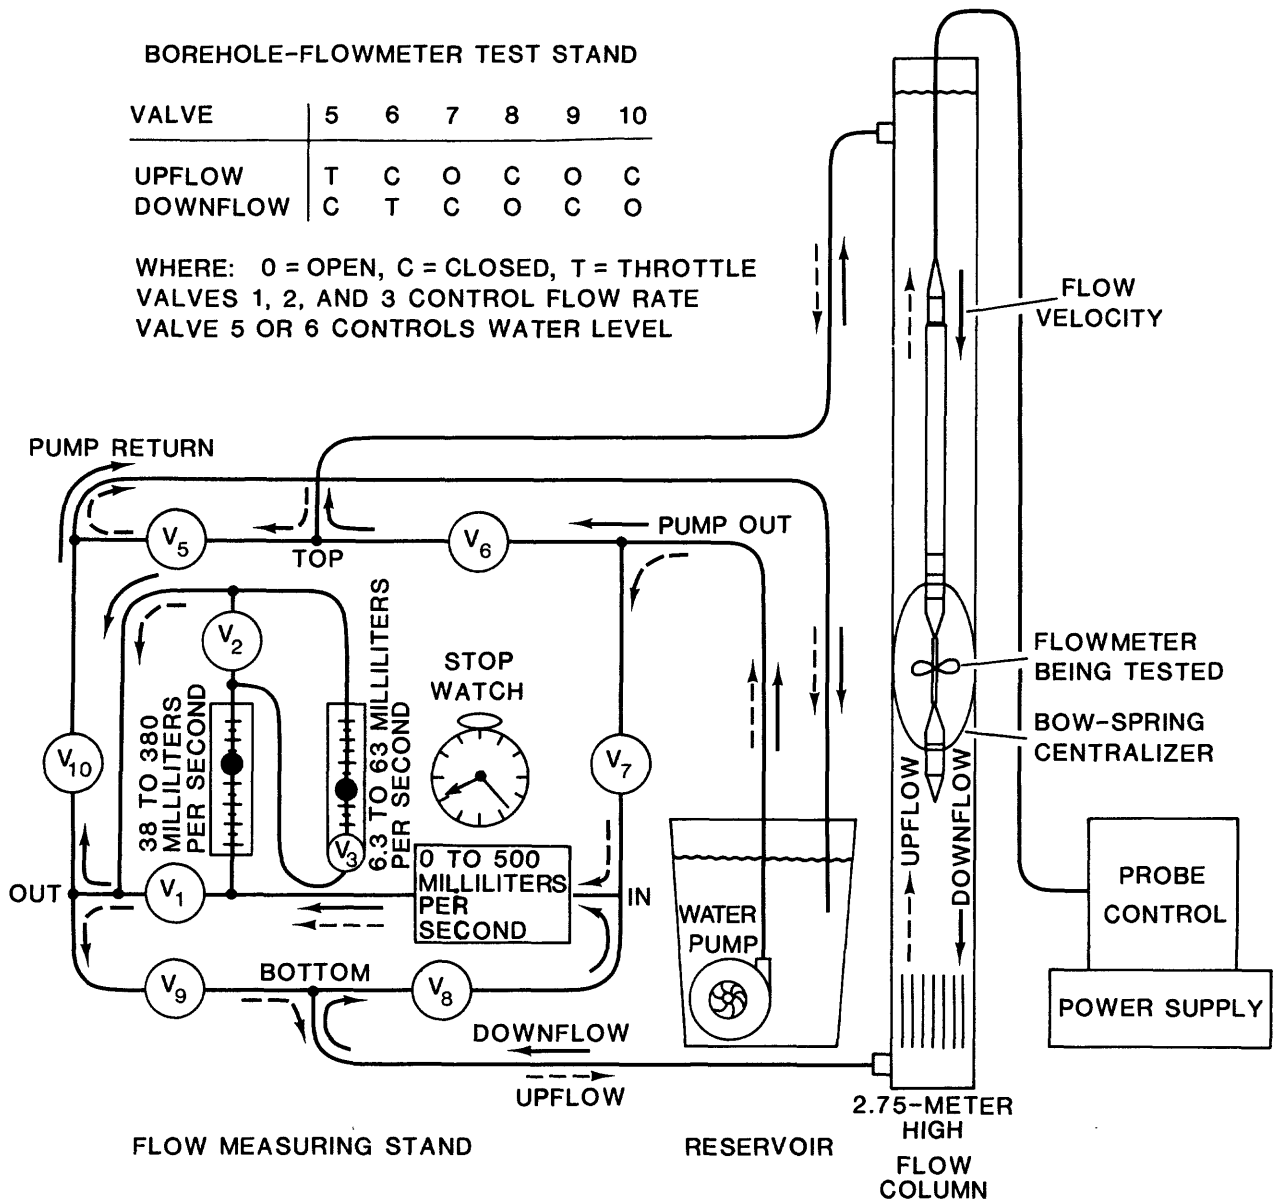 BOREHOLE-FLOWMETER TEST STAND
VALVE 5 6 7 8 9 10
UPFLOW T C O C O C
DOWNFLOW C T C O C O
WHERE: O = OPEN, C = CLOSED, T = THROTTLE
VALVES 1, 2, AND 3 CONTROL FLOW RATE
VALVE 5 OR 6 CONTROLS WATER LEVEL
FLOW
VELOCITY
PUMP RETURN
PUMP OUT
V5
TOP
V6
V2
38 TO 380
MILLILITERS
PER SECOND
6.3 TO 63 MILLILITERS
PER SECOND
STOP
WATCH
V10
V7
V3
0 TO 500
MILLILITERS
PER
SECOND
OUT
V1
IN
V9
BOTTOM
V8
DOWNFLOW
UPFLOW
WATER
PUMP
FLOWMETER
BEING TESTED
BOW-SPRING
CENTRALIZER
UPFLOW
DOWNFLOW
PROBE
CONTROL
POWER SUPPLY
2.75-METER
HIGH
FLOW
COLUMN
FLOW MEASURING STAND
RESERVOIR